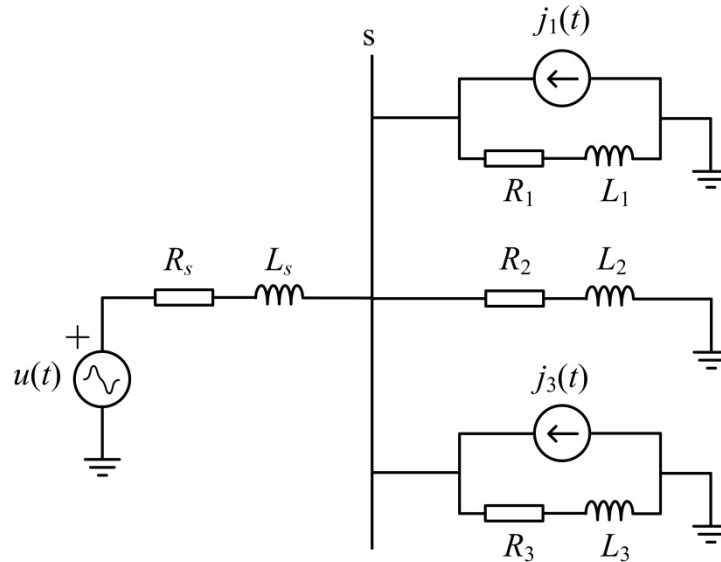 s
j₁(t)
R₁
L₁
Rₛ
Lₛ
R₂
L₂
+
u(t)
j₃(t)
R₃
L₃